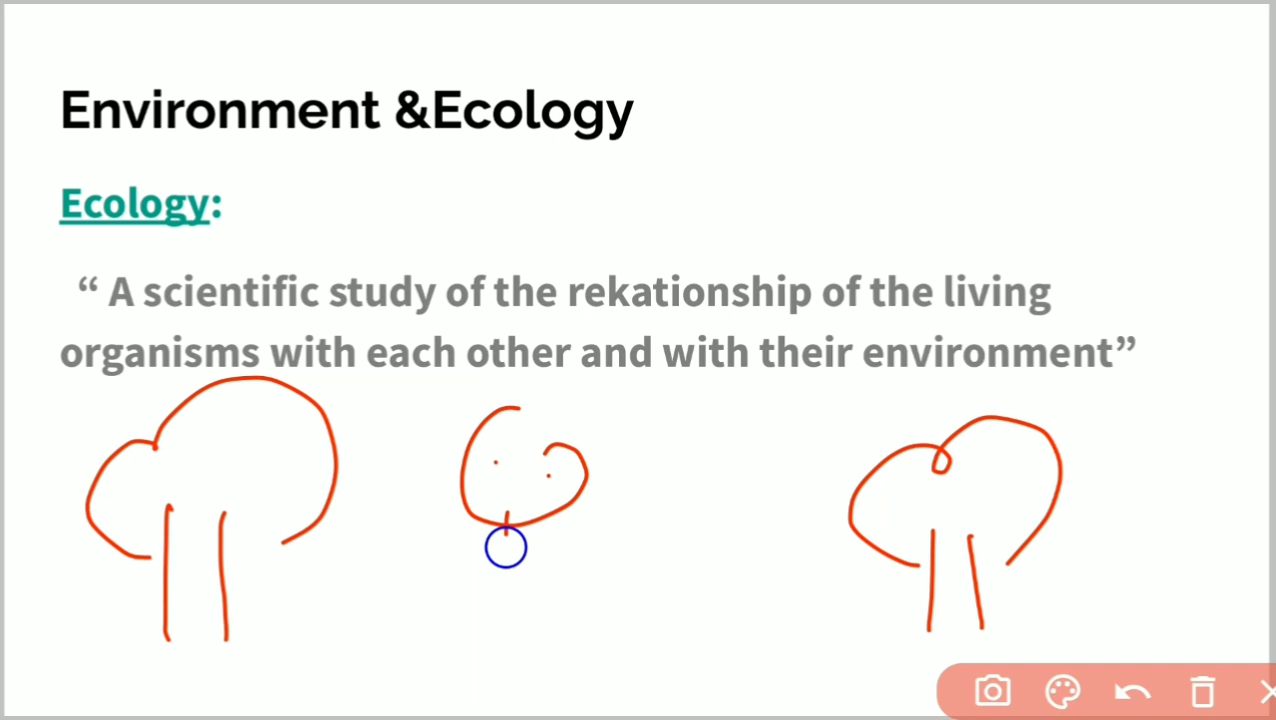 Environment &Ecology
Ecology:
“ A scientific study of the rekationship of the living
organisms with each other and with their environment”